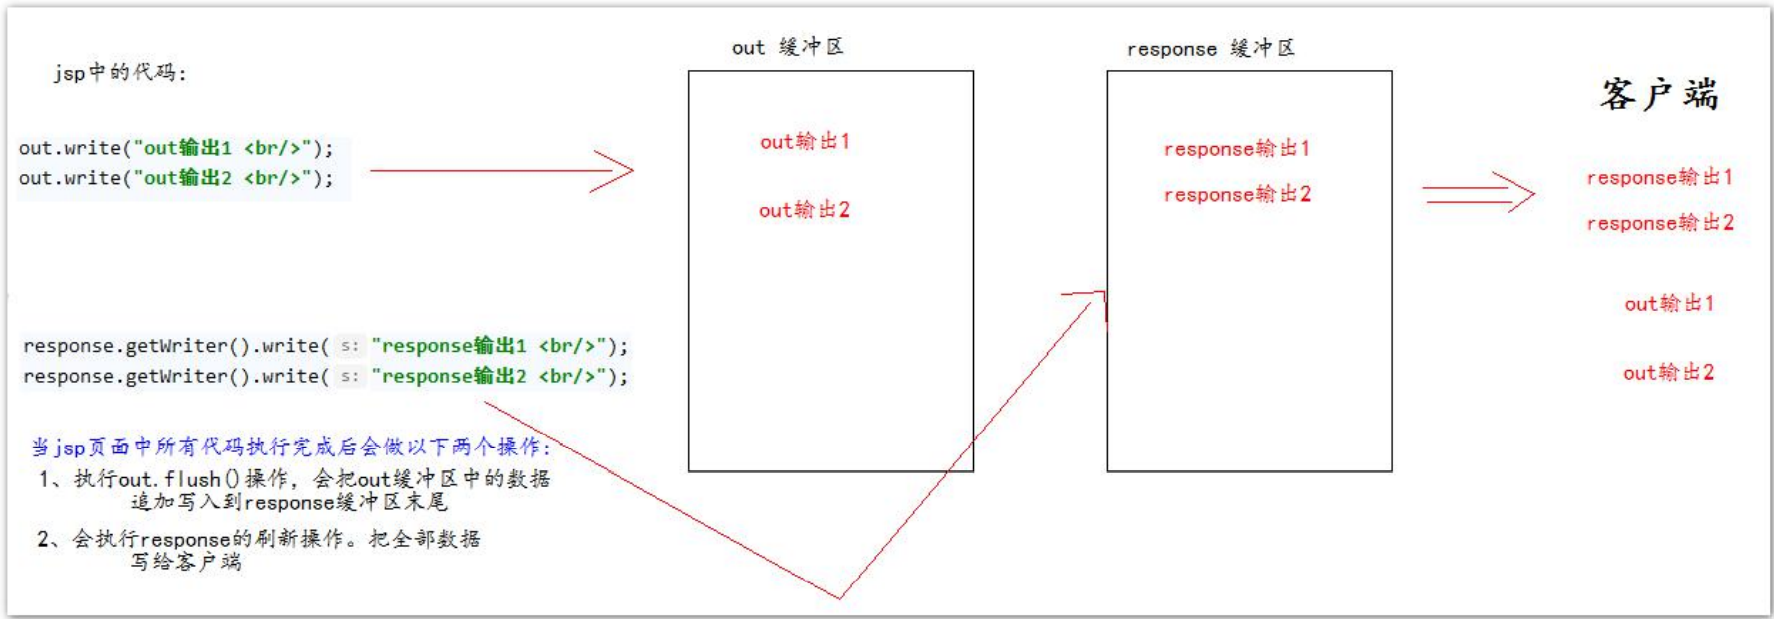 jsp中的代码:
out.write("out输出1 <br/>");
out.write("out输出2 <br/>");
response.getWriter().write( s: "response输出1 <br/>");
response.getWriter().write( s: "response输出2 <br/>");
当jsp页面中所有代码执行完成后会做以下两个操作:
1、执行out.flush()操作，会把out缓冲区中的数据
追加写入到response缓冲区末尾
2、会执行response的刷新操作。把全部数据
写给客户端
out 缓冲区
out输出1
out输出2
response 缓冲区
response输出1
response输出2
客户端
response输出1
response输出2
out输出1
out输出2